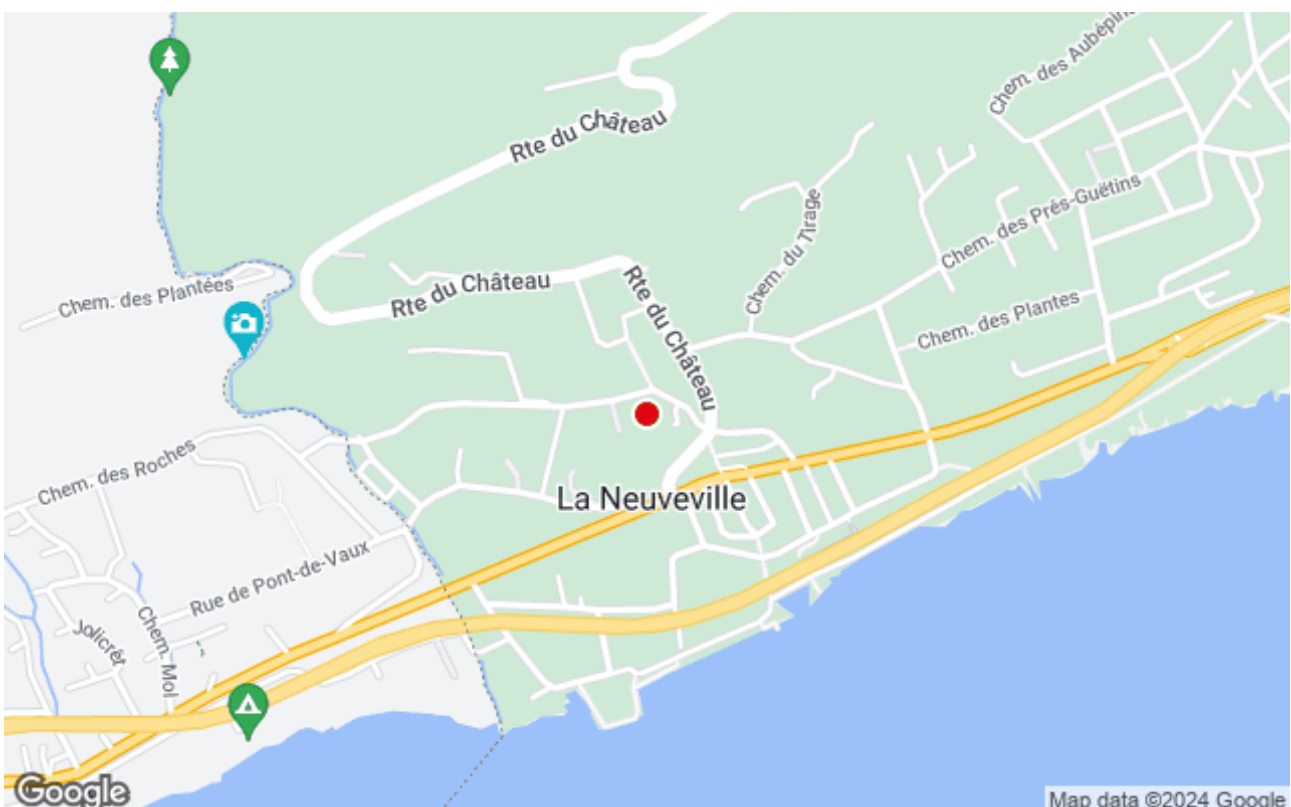 Chem. des Aubépin
Rte du Château
Chem. des Prés-Guëtins
Chem. du Tirage
Chem. des Plantées
Rte du Château
Rte du Château
Chem. des Plantes
Chem. des Roches
La Neuveville
Rue de Pont-de-Vaux
Jolicrêt
Chem. Mol
Google
Map data ©2024 Google